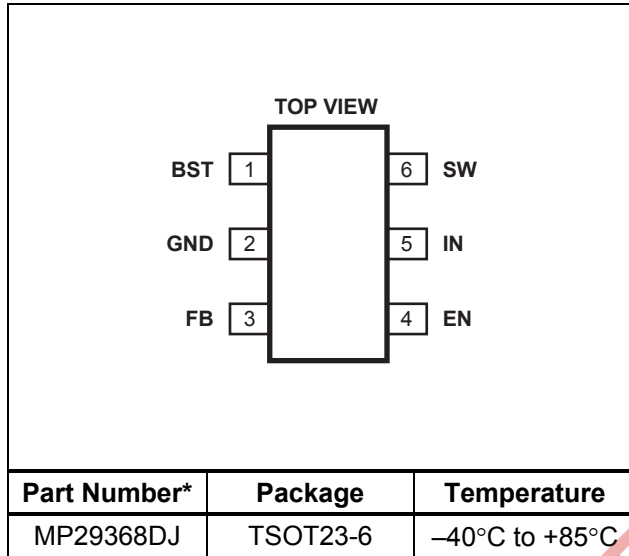 TOP VIEW
BST 1 6 SW
GND 2 5 IN
FB 3 4 EN
Part Number* Package Temperature
MP29368DJ TSOT23-6 –40°C to +85°C